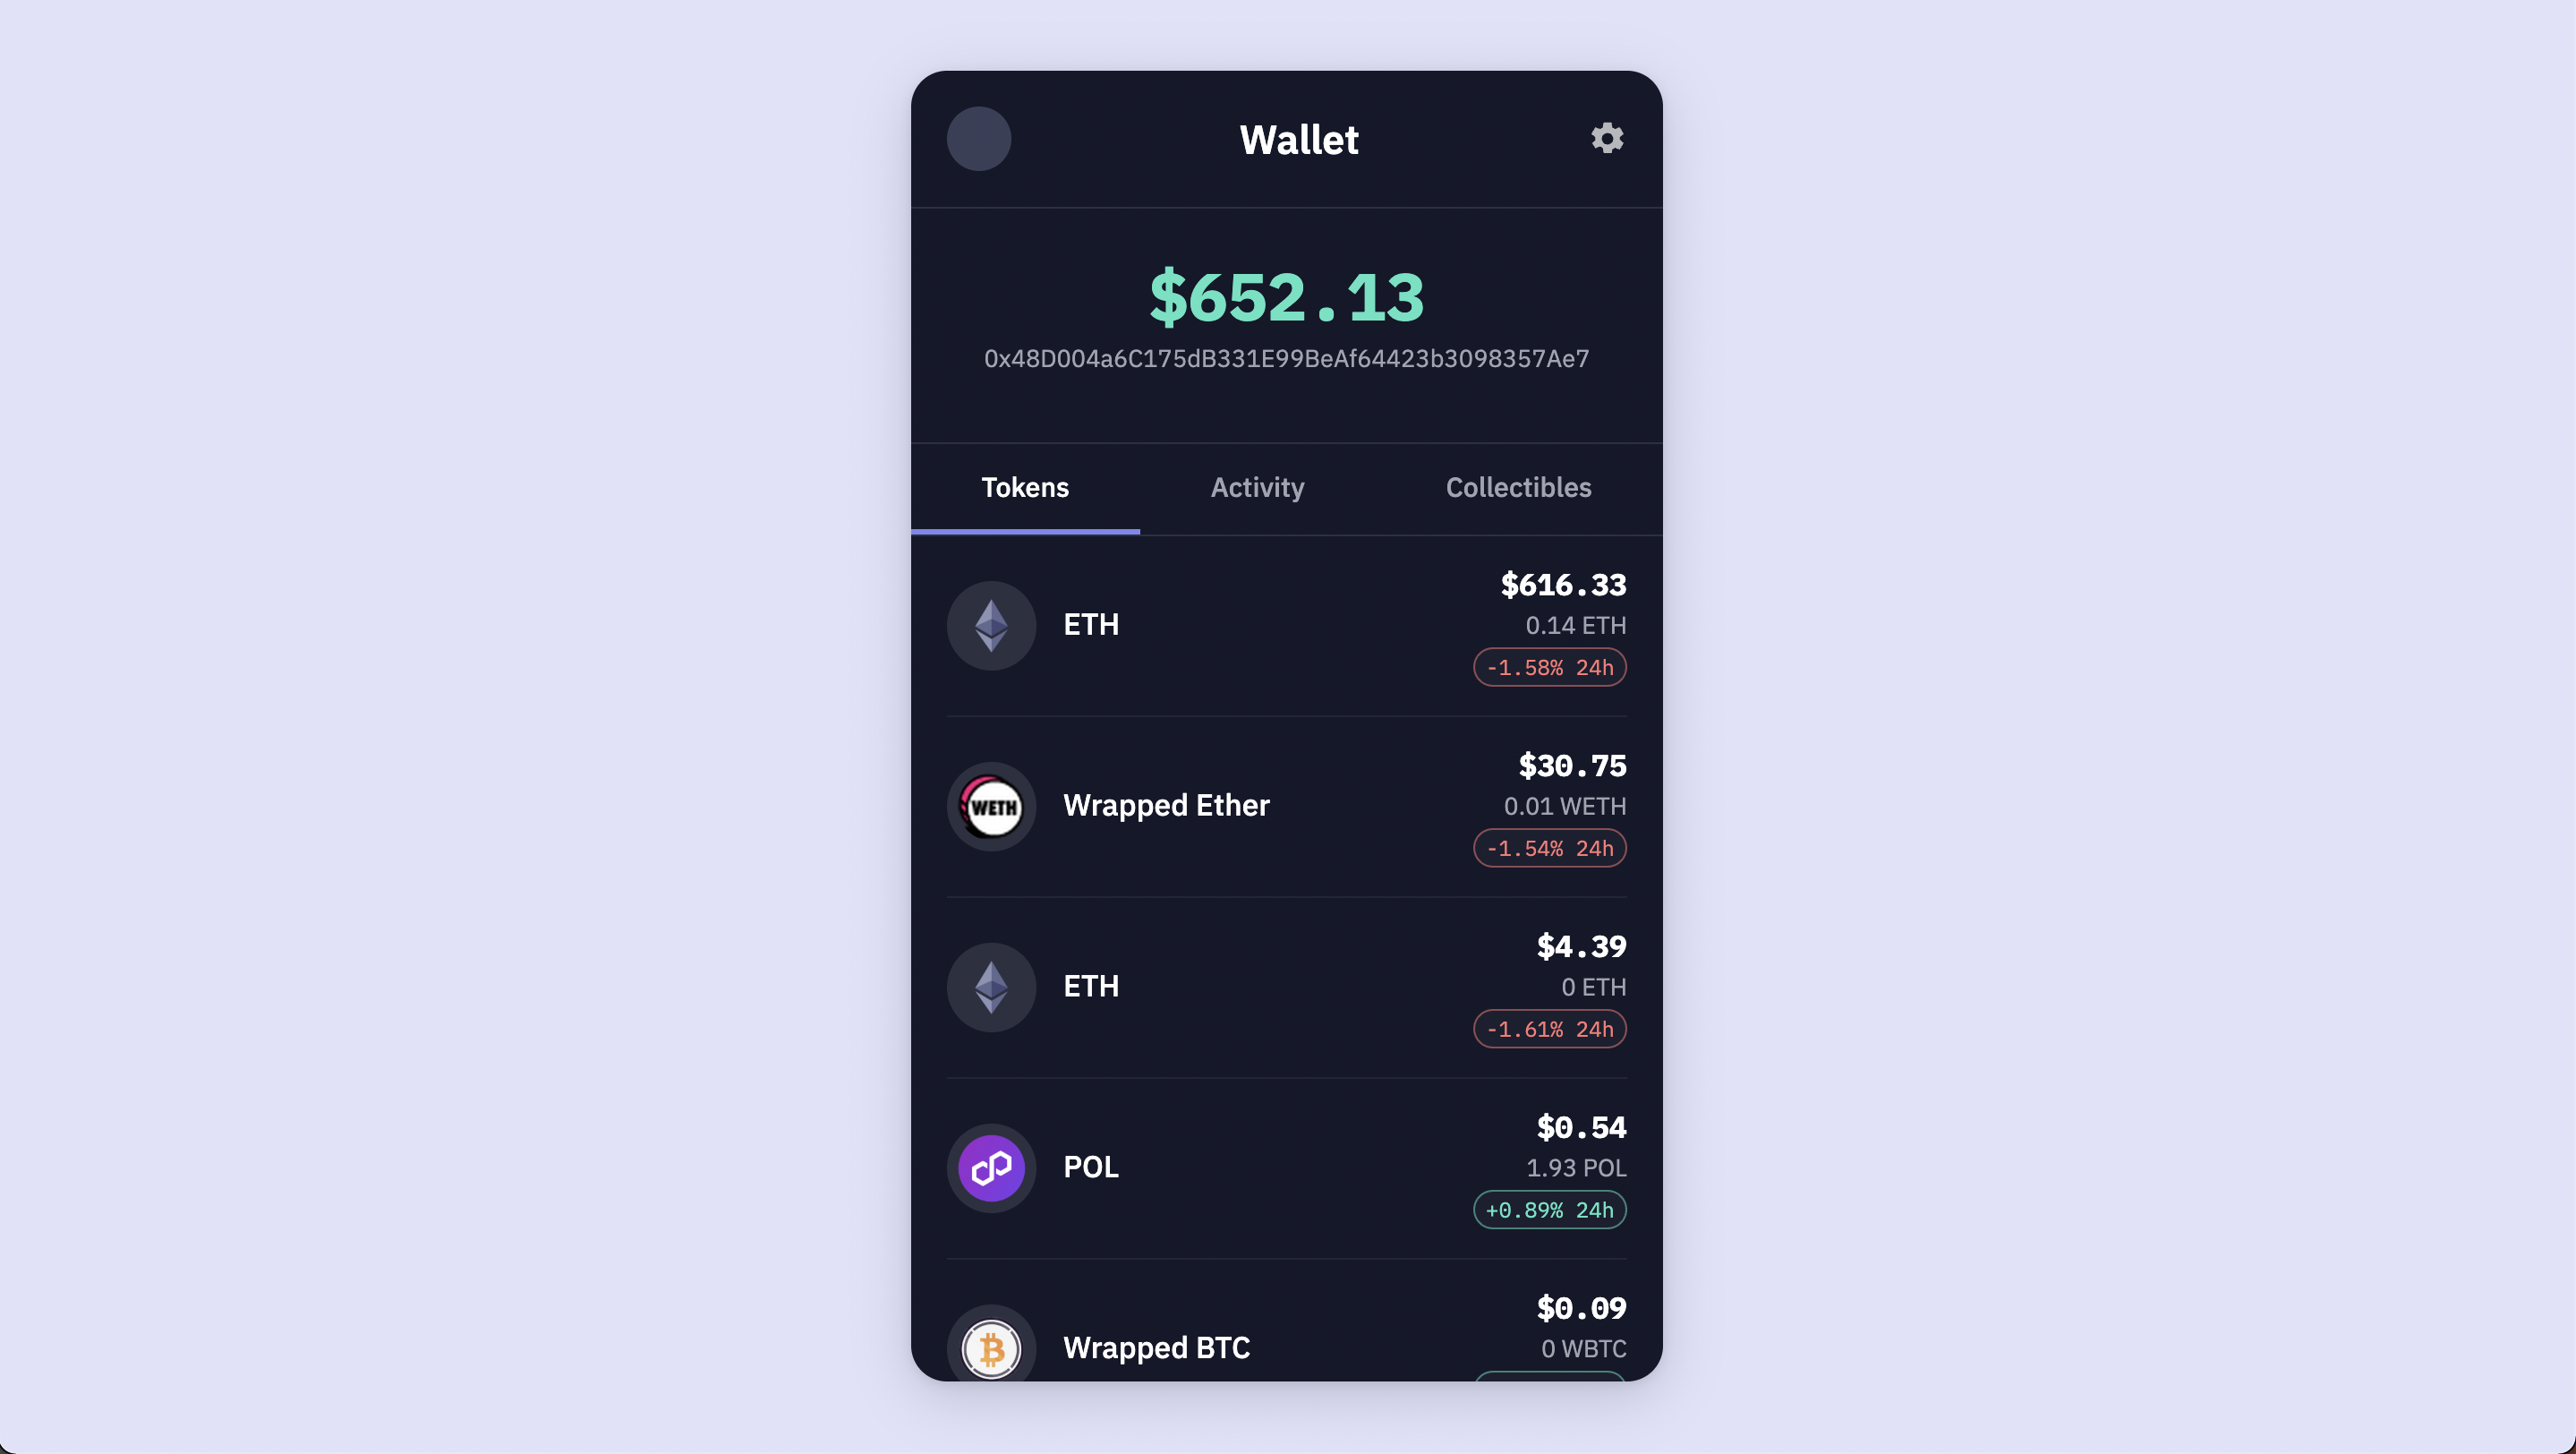 Wallet
$652.13
0x48D004a6C175dB331E99BeAf64423b3098357Ae7
Tokens Activity Collectibles
$616.33
ETH
0.14 ETH
-1.58% 24h
$30.75
WETH
Wrapped Ether
0.01 WETH
-1.54% 24h
$4.39
ETH
0 ETH
-1.61% 24h
$0.54
POL
1.93 POL
+0.89% 24h
$0.09
Wrapped BTC
0 WBTC